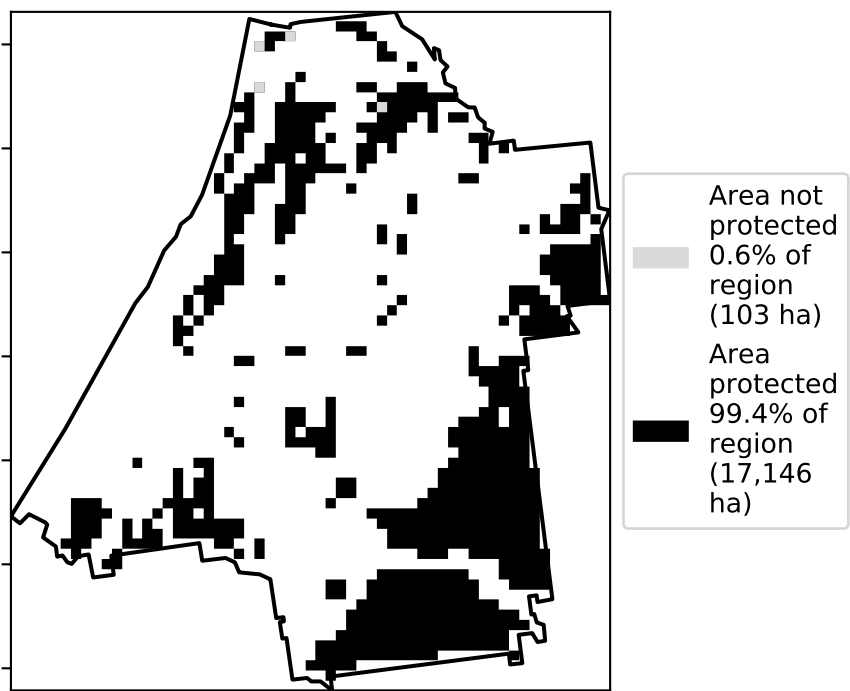 Area not
protected
0.6% of
region
(103 ha)
Area
protected
99.4% of
region
(17,146
ha)